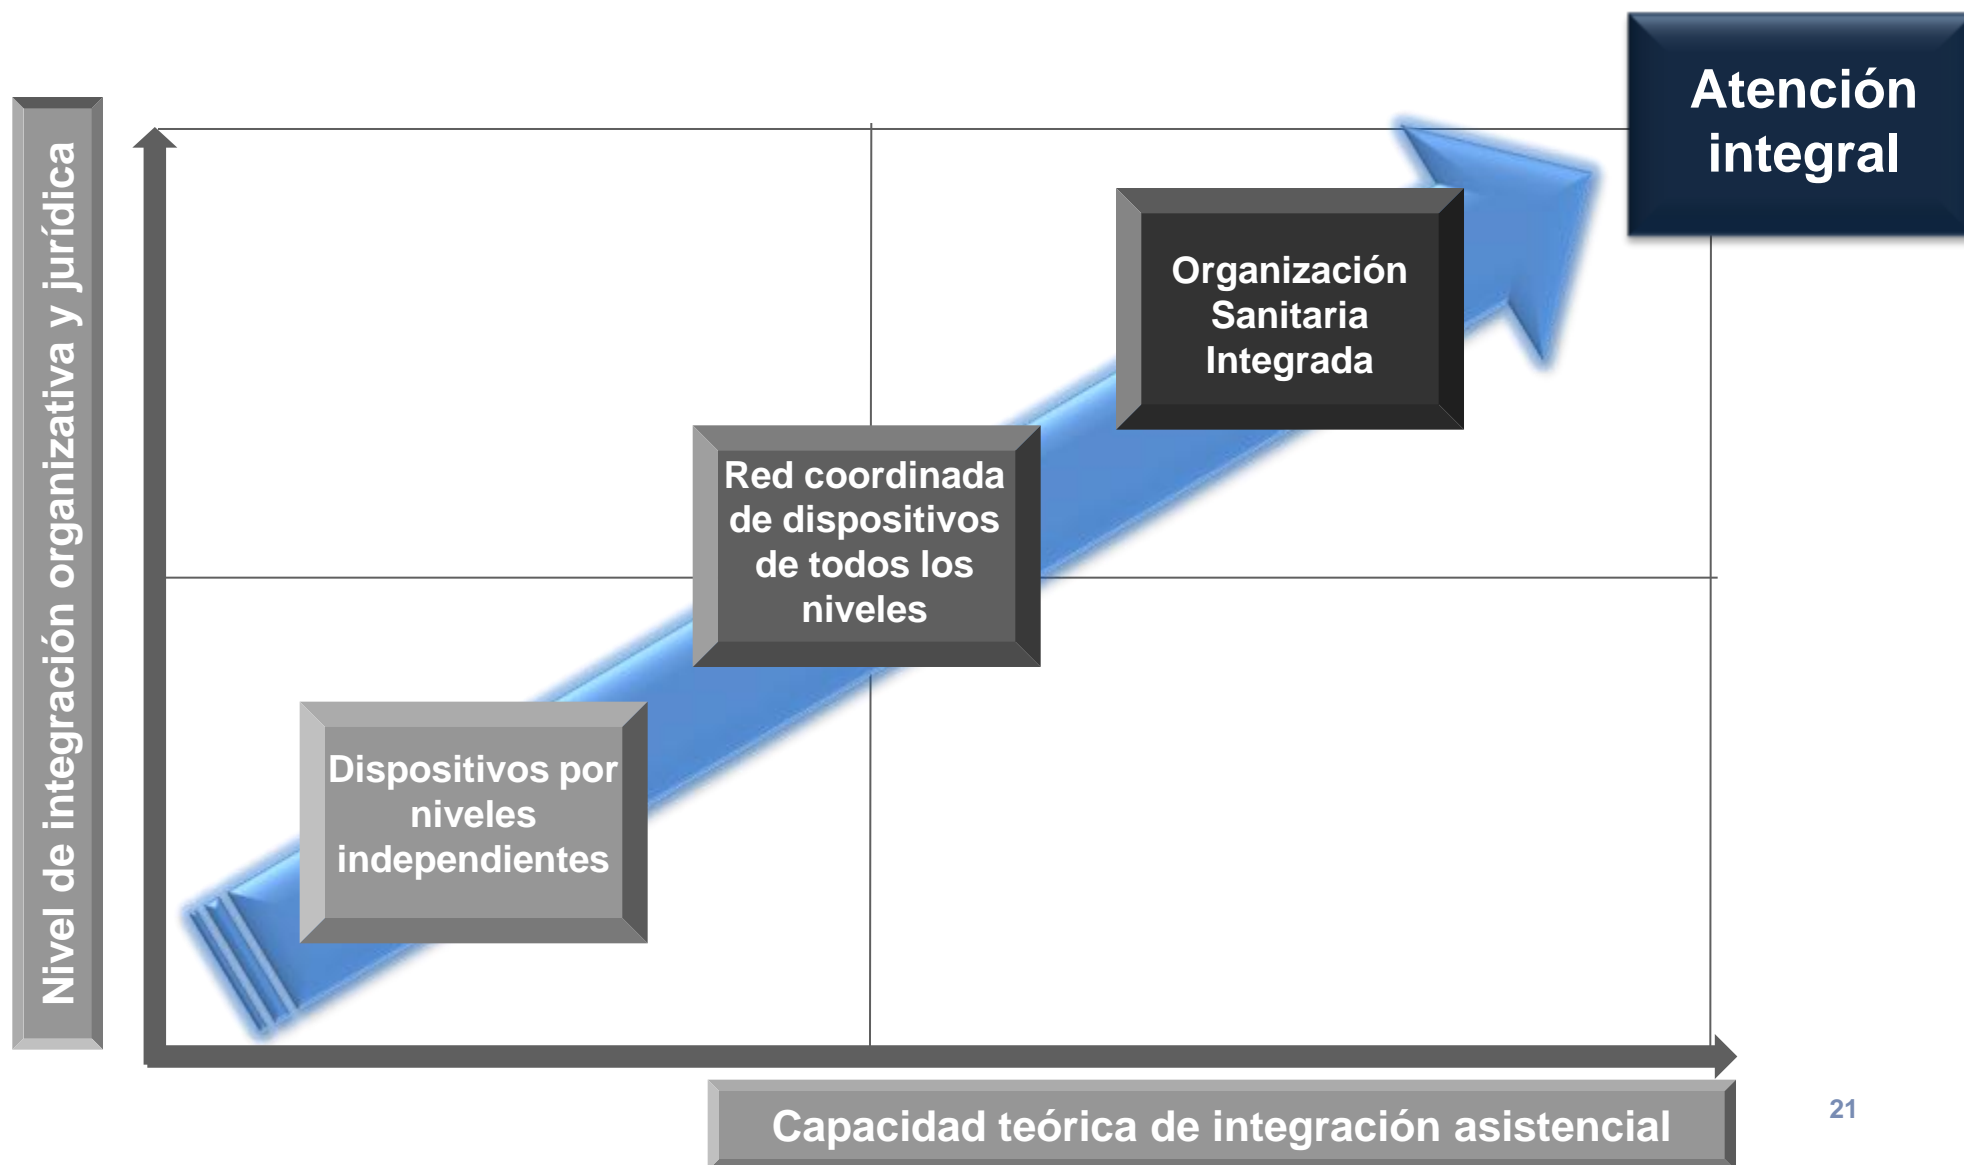 Atención
integral
Nivel de integración organizativa y jurídica
Organización
Sanitaria
Integrada
Red coordinada
de dispositivos
de todos los
niveles
Dispositivos por
niveles
independientes
Capacidad teórica de integración asistencial
21